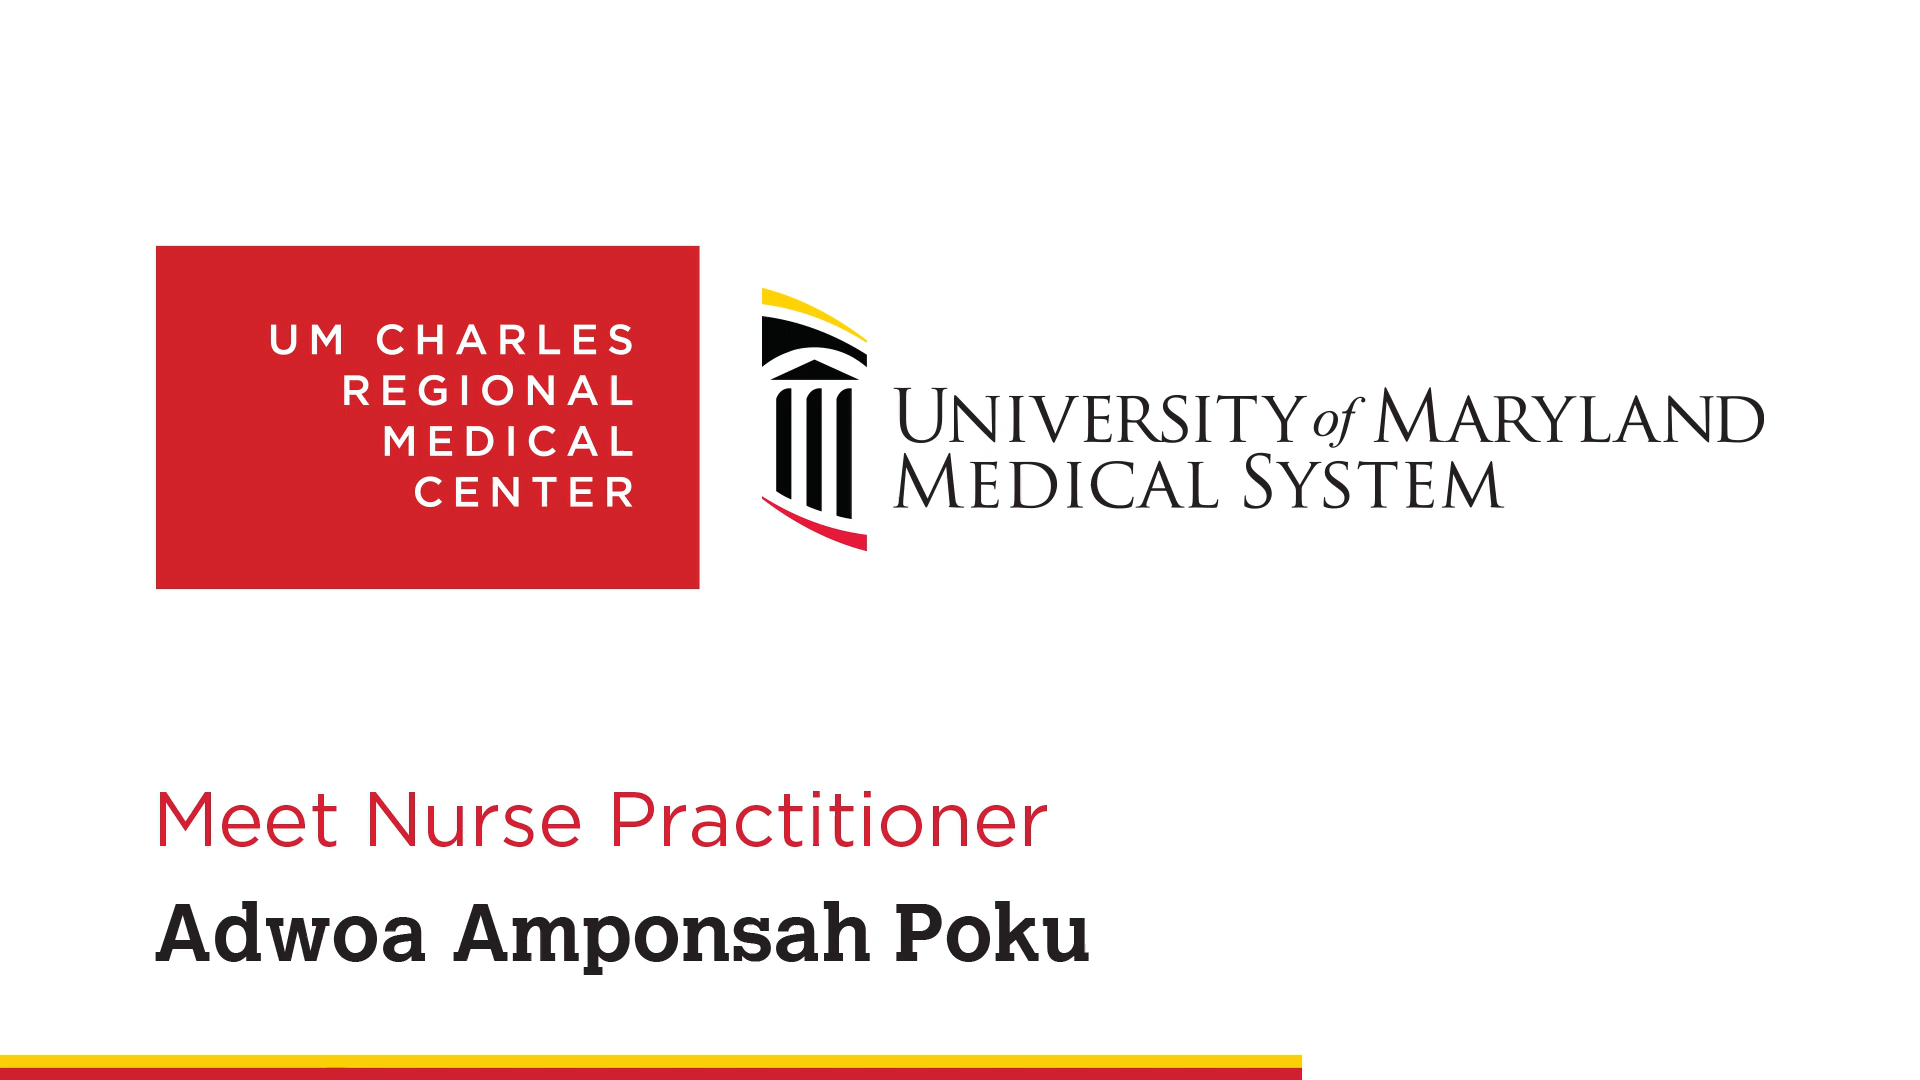 UM CHARLES
REGIONAL
MEDICAL
CENTER
UNIVERSITY of MARYLAND
MEDICAL SYSTEM
Meet Nurse Practitioner
Adwoa Amponsah Poku